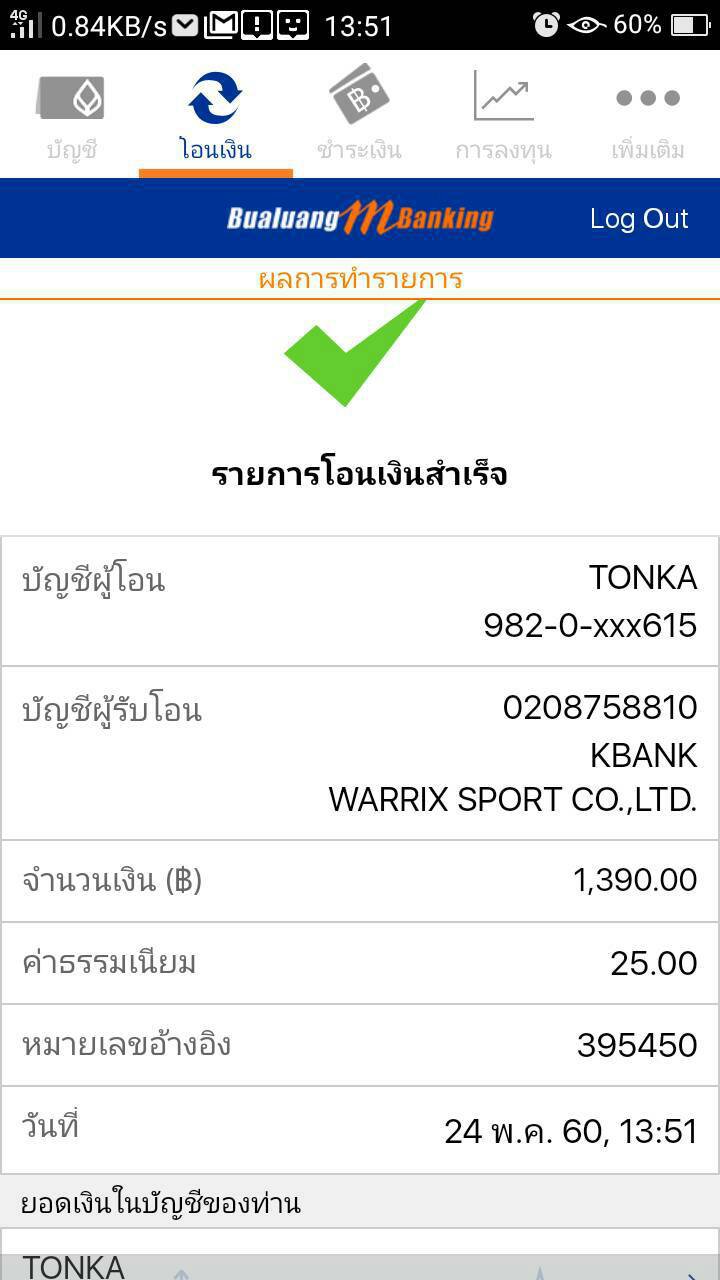 4G 0.84KB/s 13:51 60%
บัญชี โอนเงิน ชำระเงิน การลงทุน เพิ่มเติม
Bualuang mBanking Log Out
ผลการทำรายการ
รายการโอนเงินสำเร็จ
บัญชีผู้โอน TONKA
982-0-xxx615
บัญชีผู้รับโอน 0208758810
KBANK
WARRIX SPORT CO.,LTD.
จำนวนเงิน (฿) 1,390.00
ค่าธรรมเนียม 25.00
หมายเลขอ้างอิง 395450
วันที่ 24 พ.ค. 60, 13:51
ยอดเงินในบัญชีของท่าน
TONKA